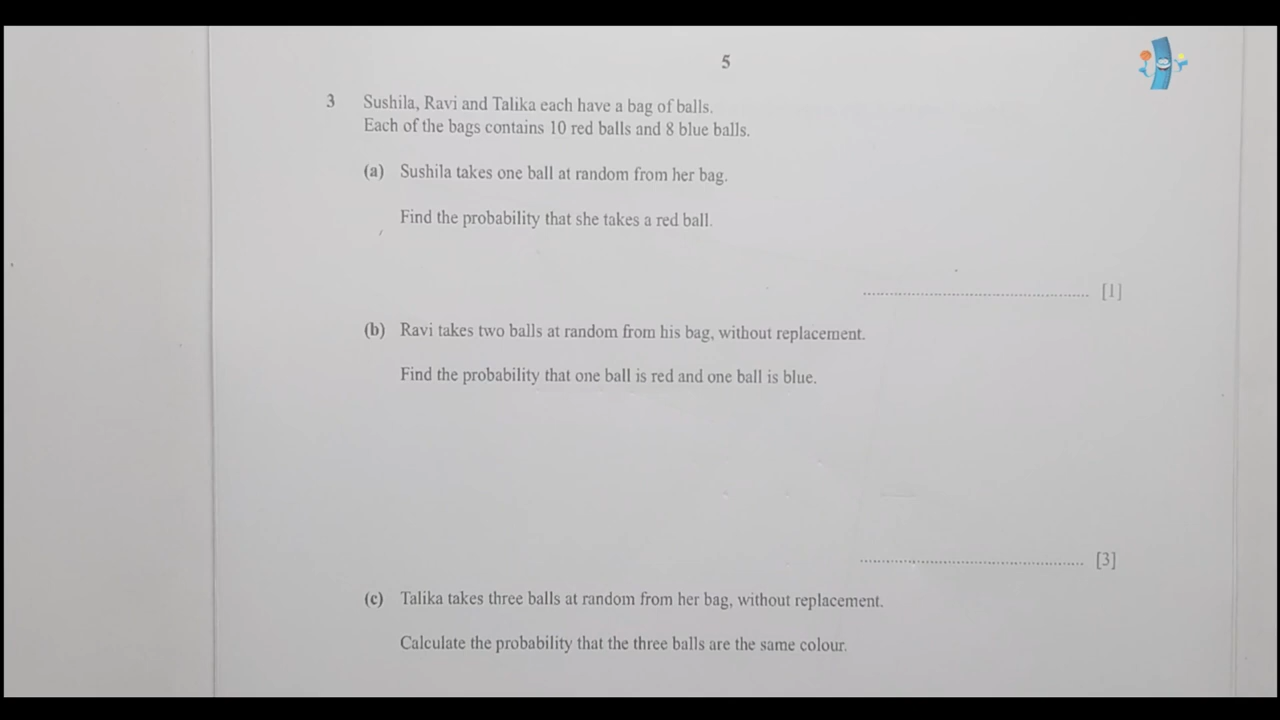 5
3 Sushila, Ravi and Talika each have a bag of balls.
Each of the bags contains 10 red balls and 8 blue balls.
(a) Sushila takes one ball at random from her bag.
Find the probability that she takes a red ball.
.................................................. [1]
(b) Ravi takes two balls at random from his bag, without replacement.
Find the probability that one ball is red and one ball is blue.
.................................................. [3]
(c) Talika takes three balls at random from her bag, without replacement.
Calculate the probability that the three balls are the same colour.